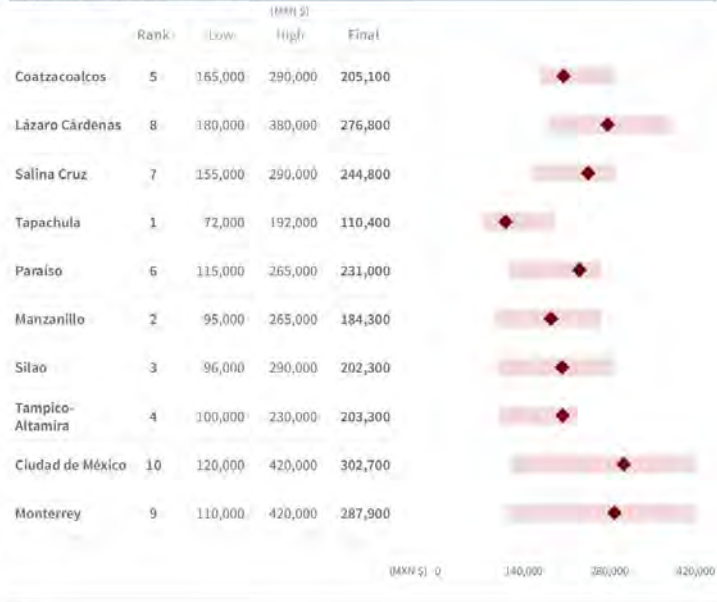 (MXN $)
Rank Low High Final
Coatzacoalcos 5 165,000 290,000 205,100
Lázaro Cárdenas 8 180,000 380,000 276,800
Salina Cruz 7 155,000 290,000 244,800
Tapachula 1 72,000 192,000 110,400
Paraíso 6 115,000 265,000 231,000
Manzanillo 2 95,000 265,000 184,300
Silao 3 96,000 290,000 202,300
Tampico-
Altamira 4 100,000 230,000 203,300
Ciudad de México 10 120,000 420,000 302,700
Monterrey 9 110,000 420,000 287,900
(MXN $) 0 140,000 280,000 420,000